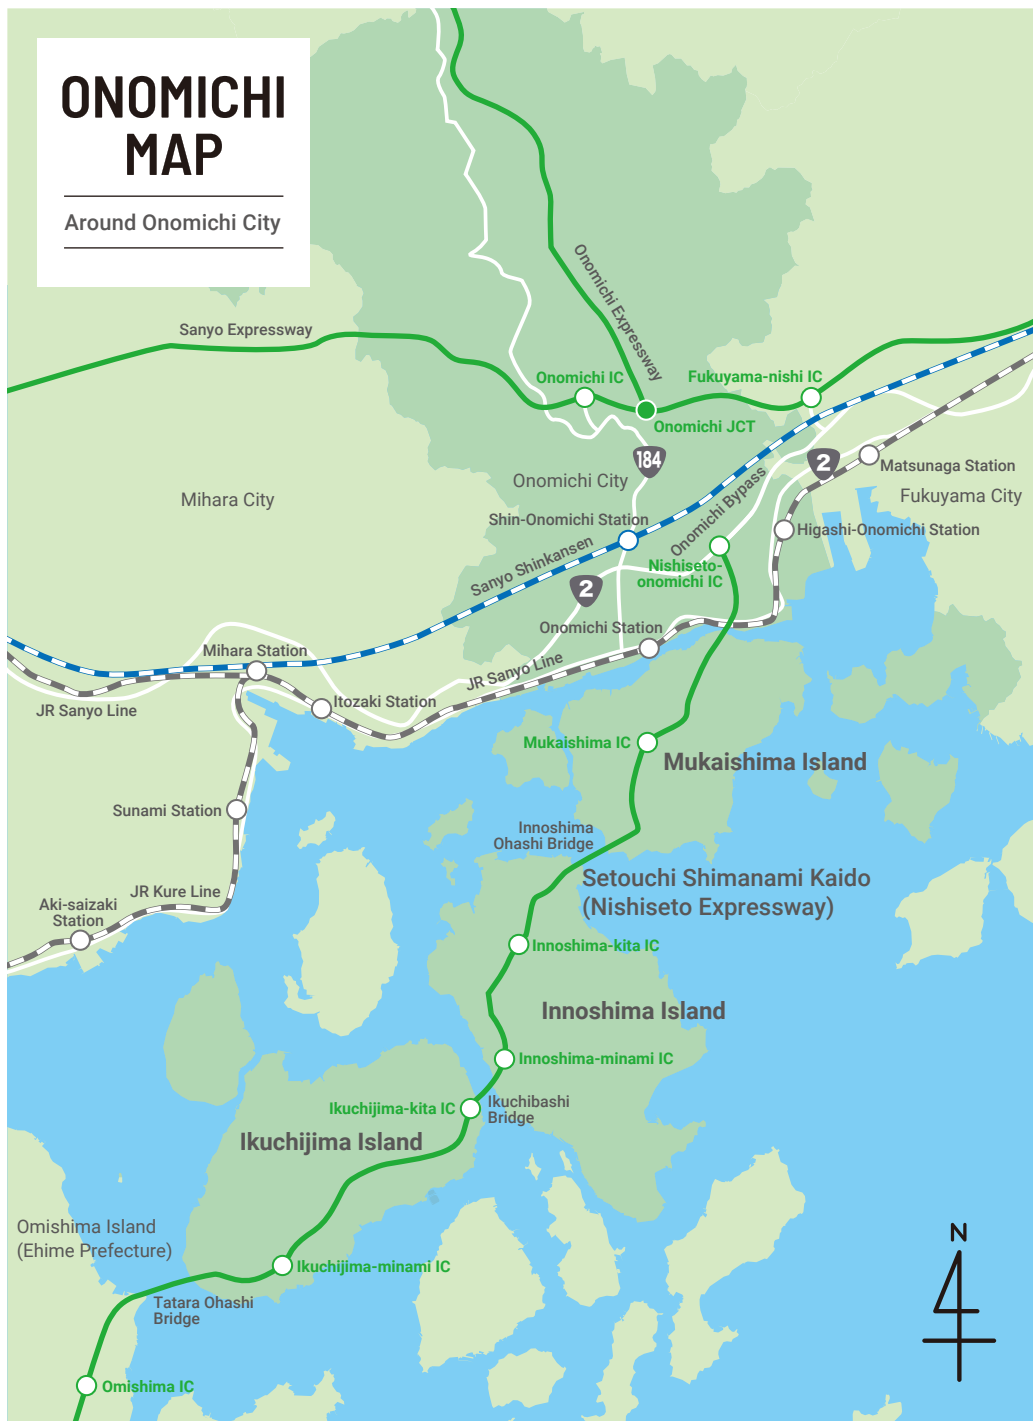 ONOMICHI
MAP
Around Onomichi City
Onomichi Expressway
Sanyo Expressway
Onomichi IC
Fukuyama-nishi IC
Onomichi JCT
184
2
Matsunaga Station
Onomichi City
Mihara City
Fukuyama City
Onomichi Bypass
Shin-Onomichi Station
Higashi-Onomichi Station
Sanyo Shinkansen
Nishiseto-
onomichi IC
2
Onomichi Station
Mihara Station
JR Sanyo Line
Itozaki Station
JR Sanyo Line
Mukaishima IC
Mukaishima Island
Sunami Station
Innoshima
Ohashi Bridge
Setouchi Shimanami Kaido
(Nishiseto Expressway)
JR Kure Line
Aki-saizaki
Station
Innoshima-kita IC
Innoshima Island
Innoshima-minami IC
Ikuchijima-kita IC
Ikuchibashi
Bridge
Ikuchijima Island
Omishima Island
(Ehime Prefecture)
Ikuchijima-minami IC
Tatara Ohashi
Bridge
Omishima IC
N